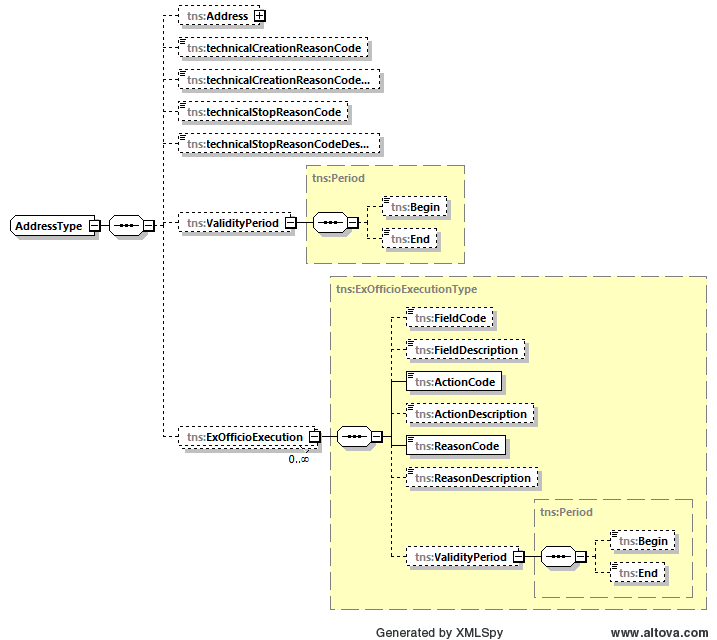 tns:Address
tns:technicalCreationReasonCode
tns:technicalCreationReasonCode...
tns:technicalStopReasonCode
tns:technicalStopReasonCodeDes...
AddressType
tns:ValidityPeriod
tns:Period
tns:Begin
tns:End
tns:ExOfficioExecution
0..∞
tns:ExOfficioExecutionType
tns:FieldCode
tns:FieldDescription
tns:ActionCode
tns:ActionDescription
tns:ReasonCode
tns:ReasonDescription
tns:ValidityPeriod
tns:Period
tns:Begin
tns:End
Generated by XMLSpy
www.altova.com